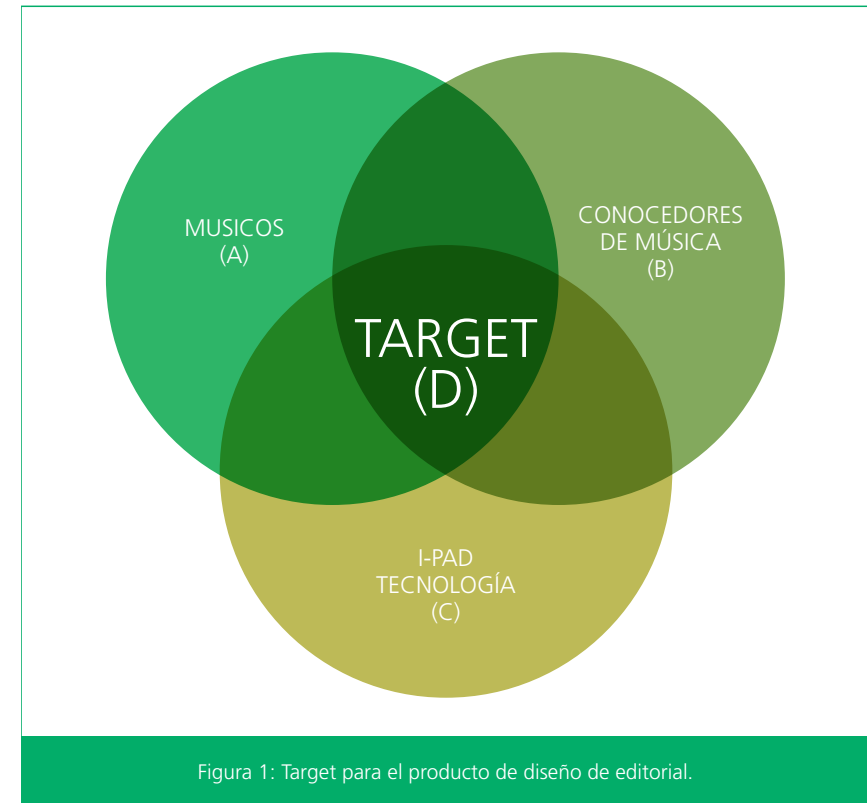 MUSICOS
(A)
CONOCEDORES
DE MÚSICA
(B)
TARGET
(D)
I-PAD
TECNOLOGÍA
(C)
Figura 1: Target para el producto de diseño de editorial.